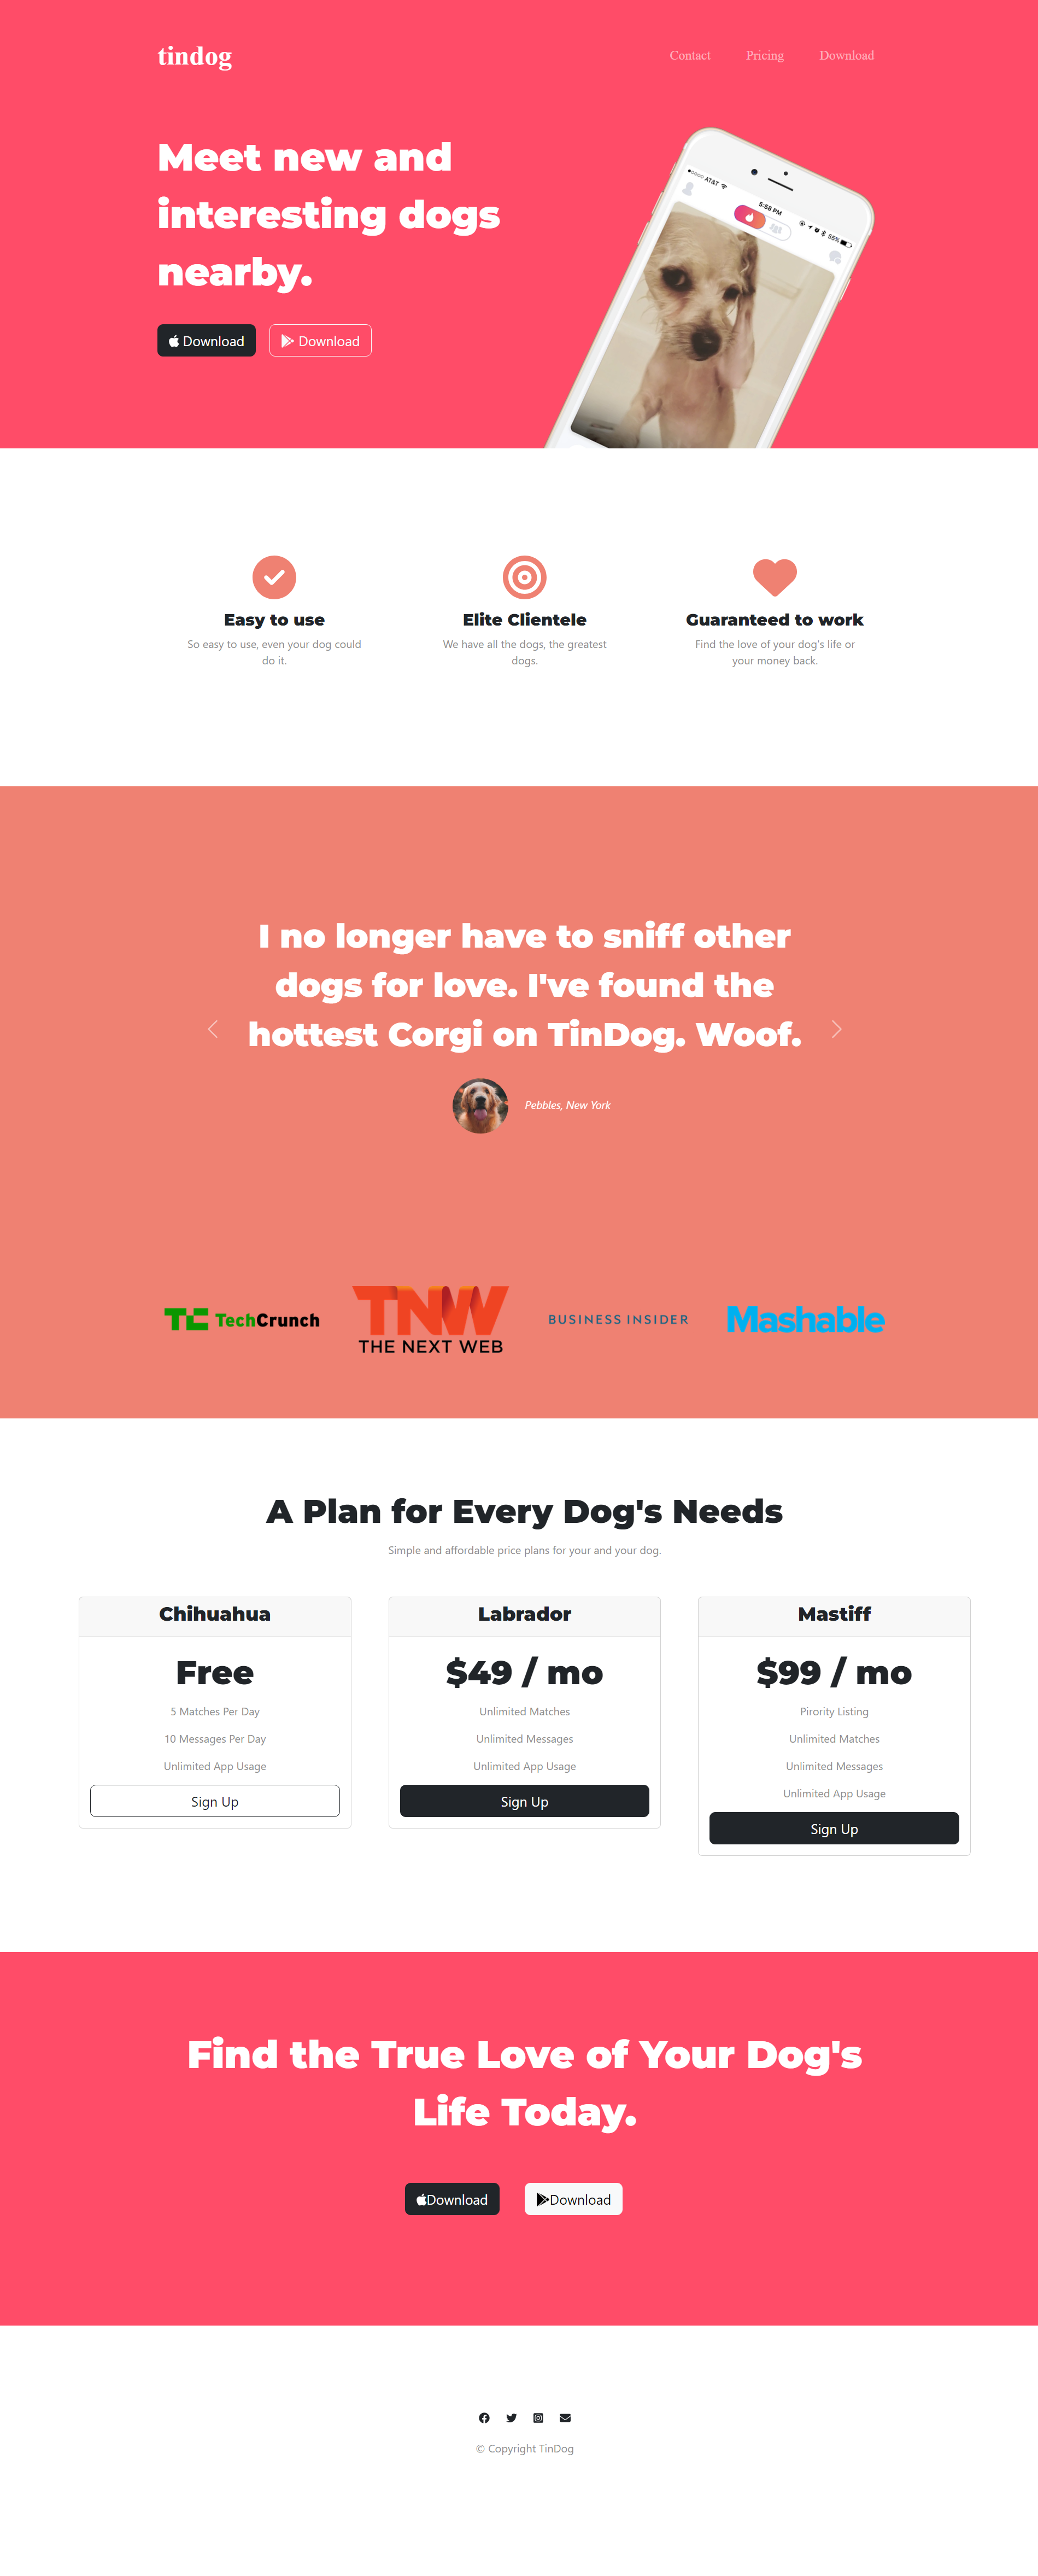 tindog
Contact Pricing Download
Meet new and
interesting dogs
nearby.
Download Download
●○○○○ AT&T 5:58 PM 55%
Easy to use
So easy to use, even your dog could
do it.
Elite Clientele
We have all the dogs, the greatest
dogs.
Guaranteed to work
Find the love of your dog's life or
your money back.
I no longer have to sniff other
dogs for love. I've found the
hottest Corgi on TinDog. Woof.
Pebbles, New York
TC TechCrunch
TNW
THE NEXT WEB
BUSINESS INSIDER
Mashable
A Plan for Every Dog's Needs
Simple and affordable price plans for your and your dog.
Chihuahua
Free
5 Matches Per Day
10 Messages Per Day
Unlimited App Usage
Sign Up
Labrador
$49 / mo
Unlimited Matches
Unlimited Messages
Unlimited App Usage
Sign Up
Mastiff
$99 / mo
Pirority Listing
Unlimited Matches
Unlimited Messages
Unlimited App Usage
Sign Up
Find the True Love of Your Dog's
Life Today.
Download Download
© Copyright TinDog